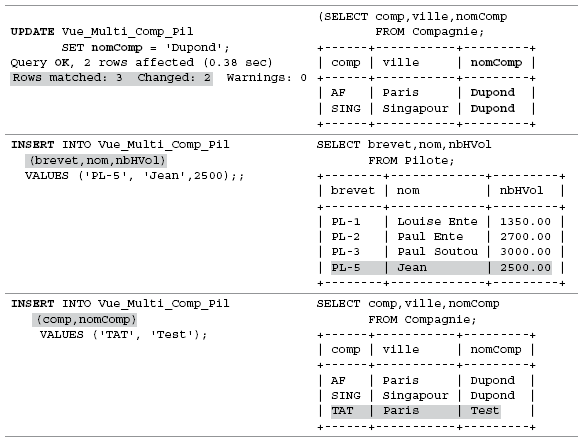 UPDATE Vue_Multi_Comp_Pil
SET nomComp = 'Dupond';
Query OK, 2 rows affected (0.38 sec)
Rows matched: 3  Changed: 2  Warnings: 0
(SELECT comp,ville,nomComp
FROM Compagnie;
+------+-----------+---------+
| comp | ville     | nomComp |
+------+-----------+---------+
| AF   | Paris     | Dupond  |
| SING | Singapour | Dupond  |
+------+-----------+---------+
INSERT INTO Vue_Multi_Comp_Pil
(brevet,nom,nbHVol)
VALUES ('PL-5', 'Jean',2500);;
SELECT brevet,nom,nbHVol
FROM Pilote;
+--------+-------------+---------+
| brevet | nom         | nbHVol  |
+--------+-------------+---------+
| PL-1   | Louise Ente | 1350.00 |
| PL-2   | Paul Ente   | 2700.00 |
| PL-3   | Paul Soutou | 3000.00 |
| PL-5   | Jean        | 2500.00 |
+--------+-------------+---------+
INSERT INTO Vue_Multi_Comp_Pil
(comp,nomComp)
VALUES ('TAT', 'Test');
SELECT comp,ville,nomComp
FROM Compagnie;
+------+-----------+---------+
| comp | ville     | nomComp |
+------+-----------+---------+
| AF   | Paris     | Dupond  |
| SING | Singapour | Dupond  |
| TAT  | Paris     | Test    |
+------+-----------+---------+